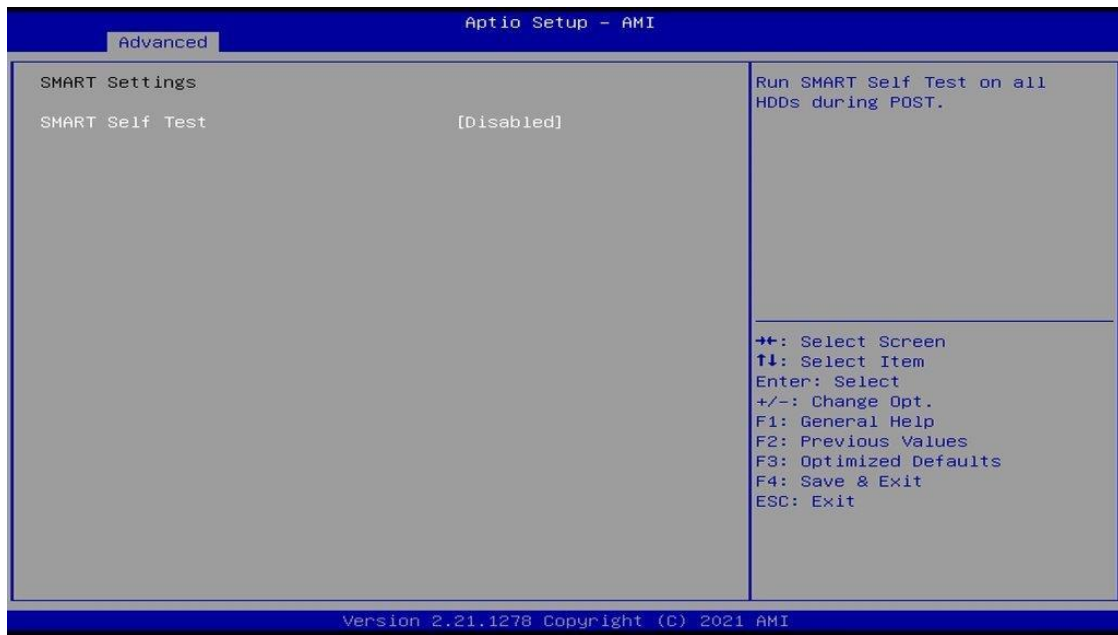 Aptio Setup - AMI
Advanced
SMART Settings
SMART Self Test [Disabled]
Run SMART Self Test on all
HDDs during POST.
→←: Select Screen
↑↓: Select Item
Enter: Select
+/-: Change Opt.
F1: General Help
F2: Previous Values
F3: Optimized Defaults
F4: Save & Exit
ESC: Exit
Version 2.21.1278 Copyright (C) 2021 AMI